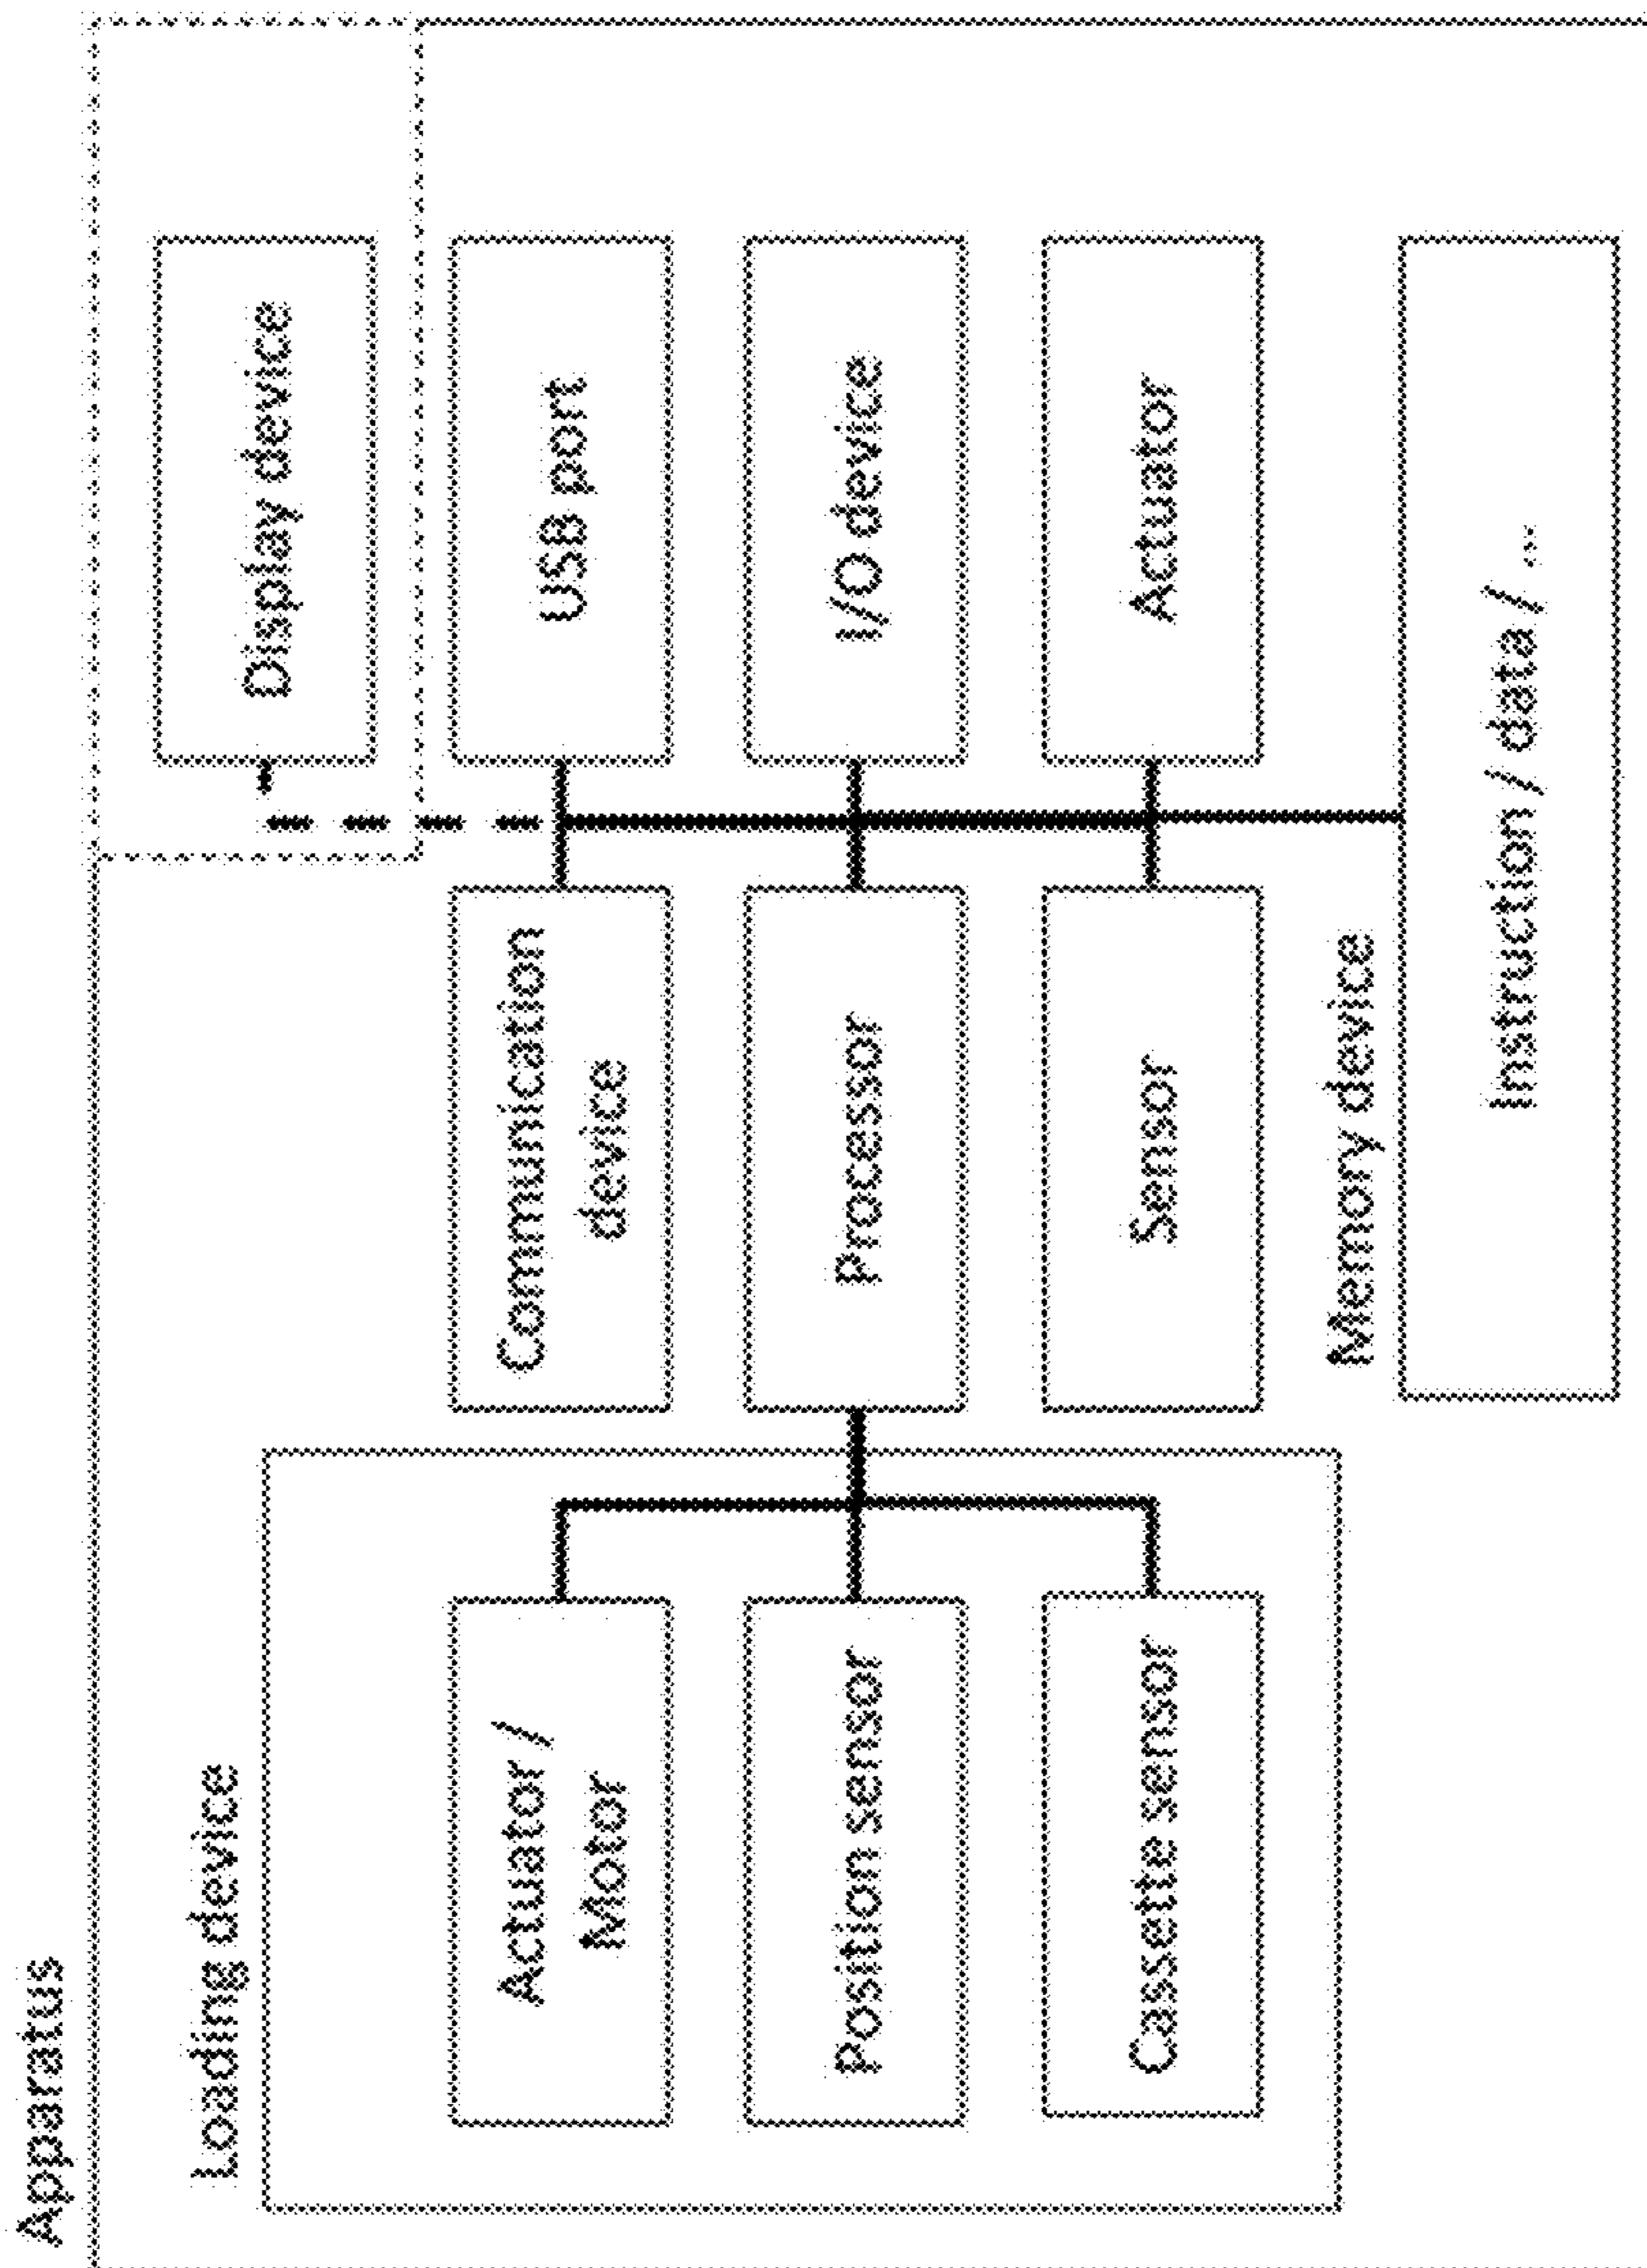 Apparatus
Loading device
Actuator /
Motor
Position sensor
Cassette sensor
Communication
device
Processor
Sensor
Memory device
Instruction / data / ...
Display device
USB port
I/O device
Actuator